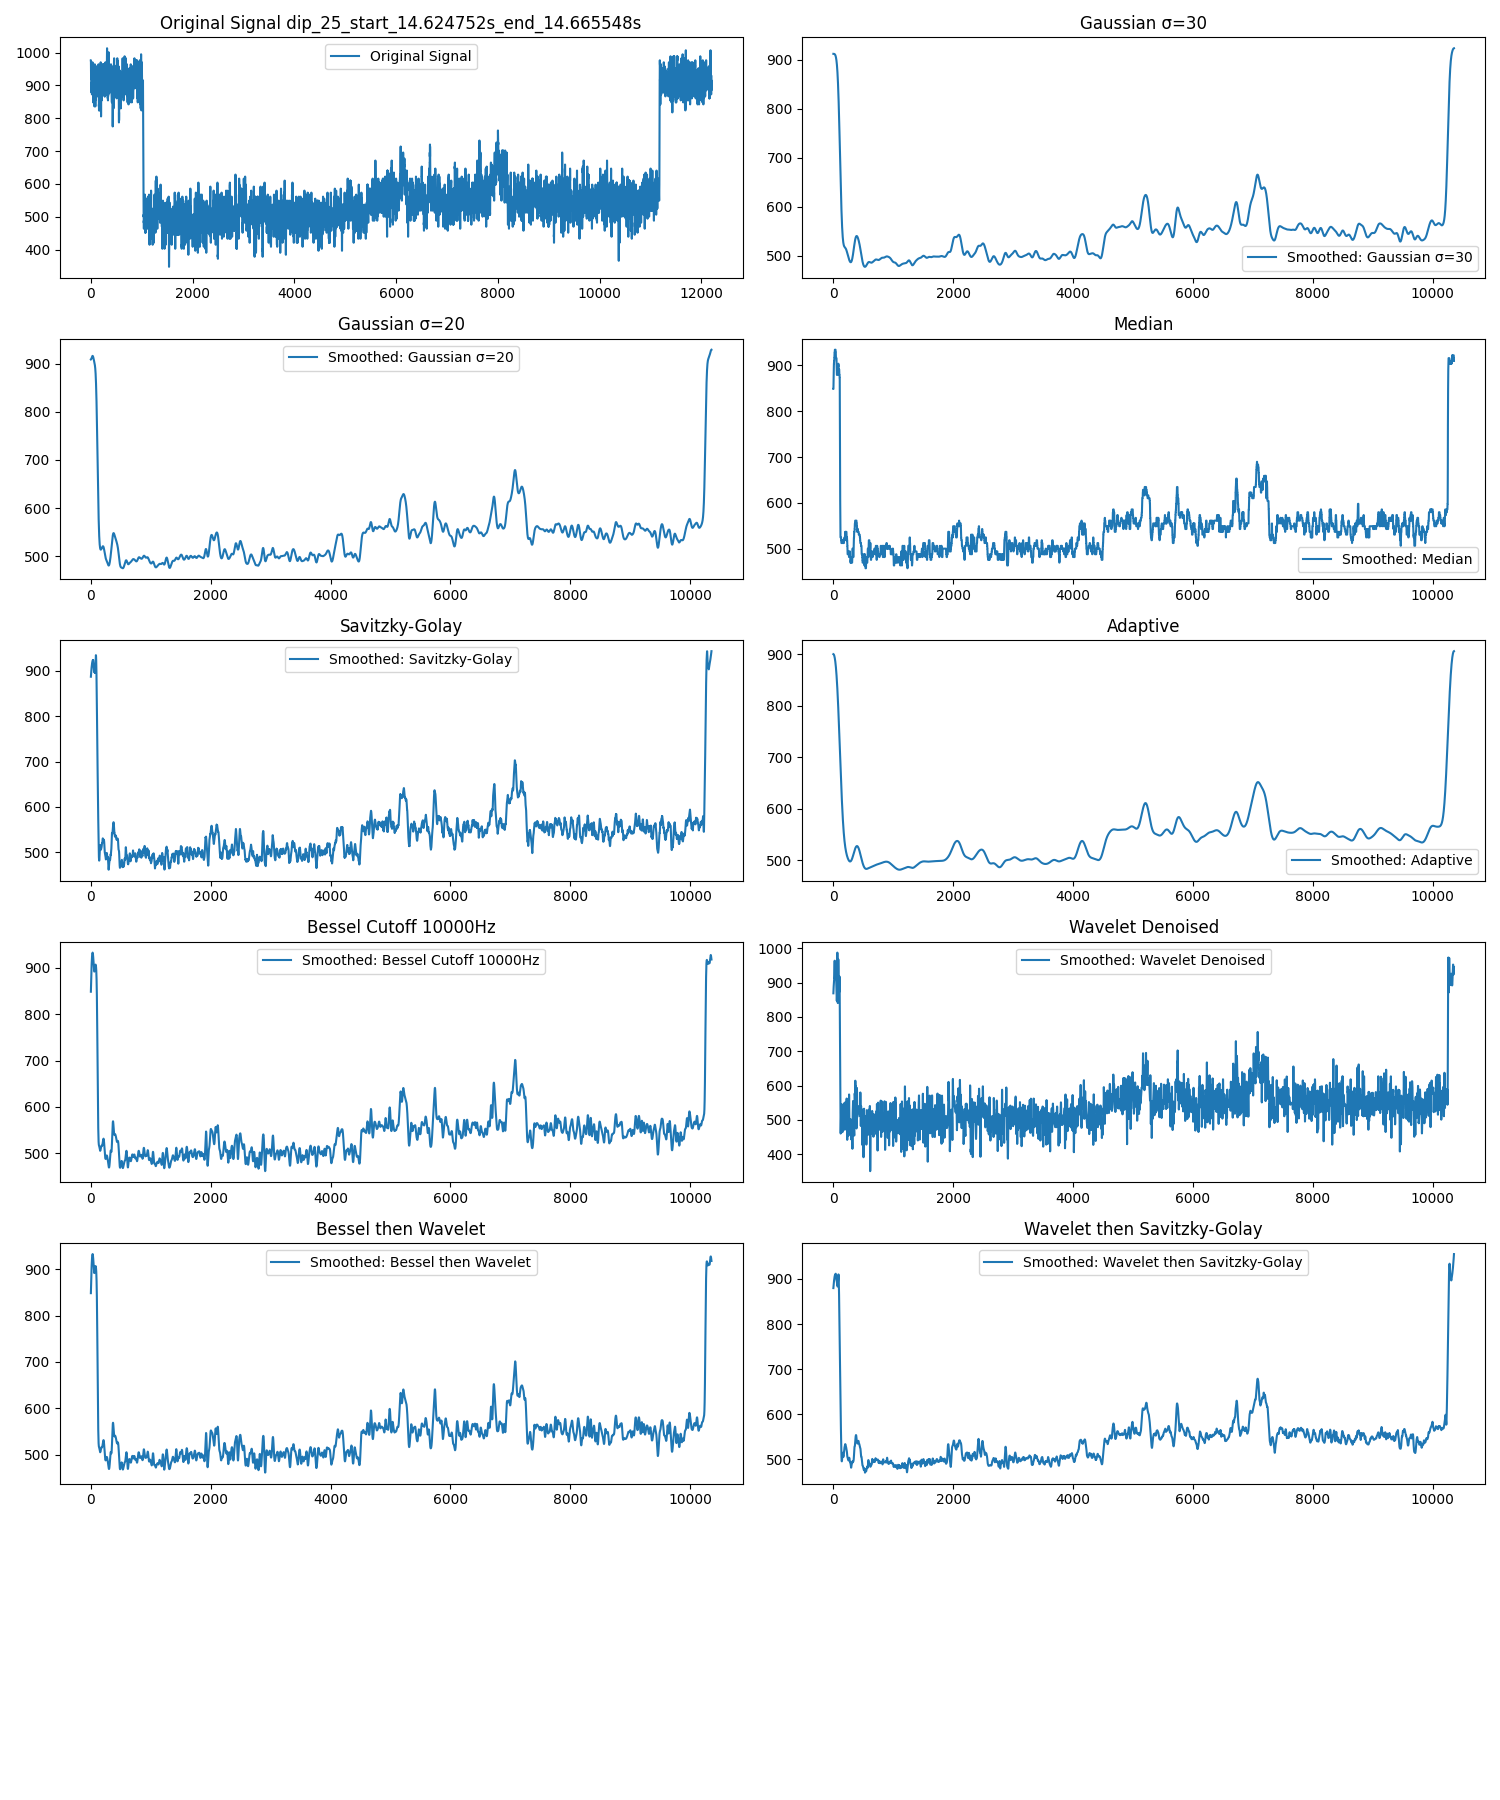 Original Signal dip_25_start_14.624752s_end_14.665548s
Original Signal
1000
900
800
700
600
500
400
0 2000 4000 6000 8000 10000 12000
Gaussian σ=30
900
800
700
600
500
Smoothed: Gaussian σ=30
0 2000 4000 6000 8000 10000
Gaussian σ=20
Smoothed: Gaussian σ=20
900
800
700
600
500
0 2000 4000 6000 8000 10000
Median
900
800
700
600
500
Smoothed: Median
0 2000 4000 6000 8000 10000
Savitzky-Golay
Smoothed: Savitzky-Golay
900
800
700
600
500
0 2000 4000 6000 8000 10000
Adaptive
900
800
700
600
500
Smoothed: Adaptive
0 2000 4000 6000 8000 10000
Bessel Cutoff 10000Hz
Smoothed: Bessel Cutoff 10000Hz
900
800
700
600
500
0 2000 4000 6000 8000 10000
Wavelet Denoised
Smoothed: Wavelet Denoised
1000
900
800
700
600
500
400
0 2000 4000 6000 8000 10000
Bessel then Wavelet
Smoothed: Bessel then Wavelet
900
800
700
600
500
0 2000 4000 6000 8000 10000
Wavelet then Savitzky-Golay
Smoothed: Wavelet then Savitzky-Golay
900
800
700
600
500
0 2000 4000 6000 8000 10000